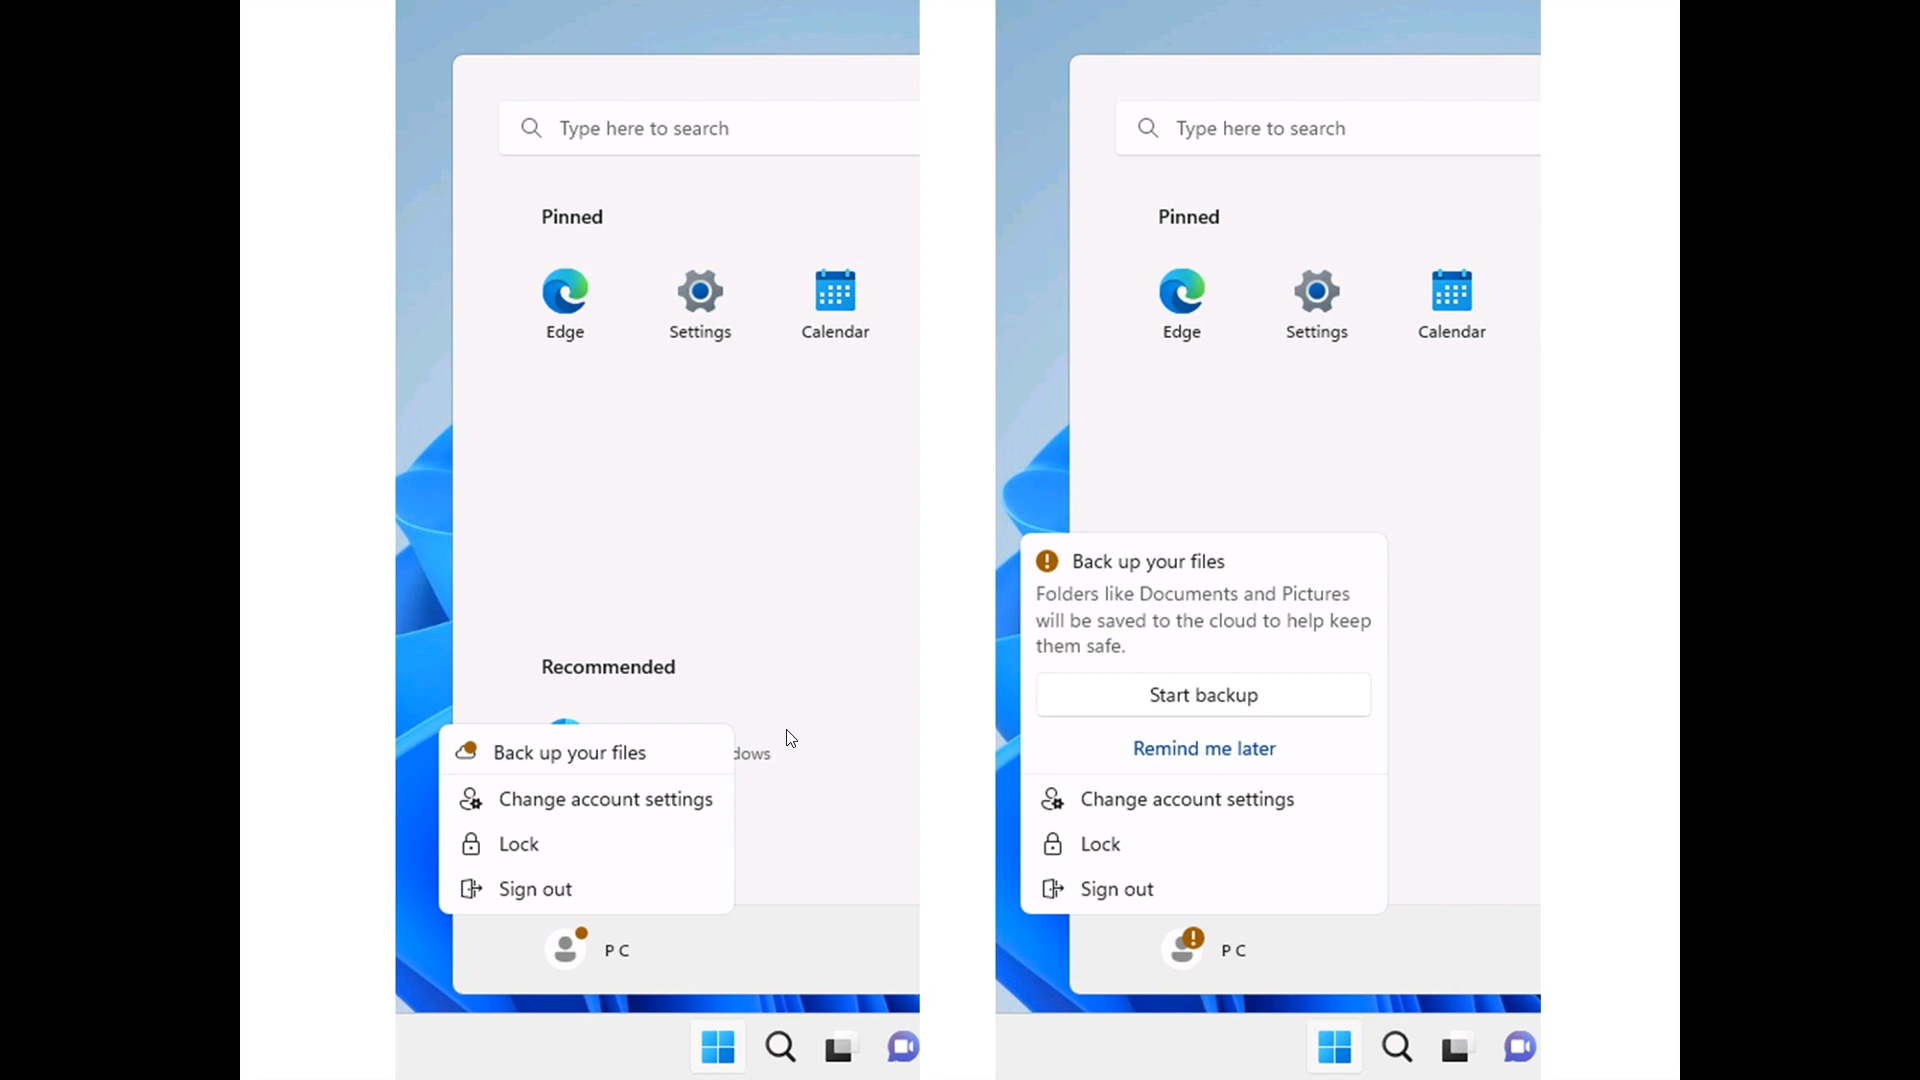 Type here to search
Pinned
Edge
Settings
Calendar
Recommended
dows
Back up your files
Change account settings
Lock
Sign out
P C
Type here to search
Pinned
Edge
Settings
Calendar
Back up your files
Folders like Documents and Pictures
will be saved to the cloud to help keep
them safe.
Start backup
Remind me later
Change account settings
Lock
Sign out
P C